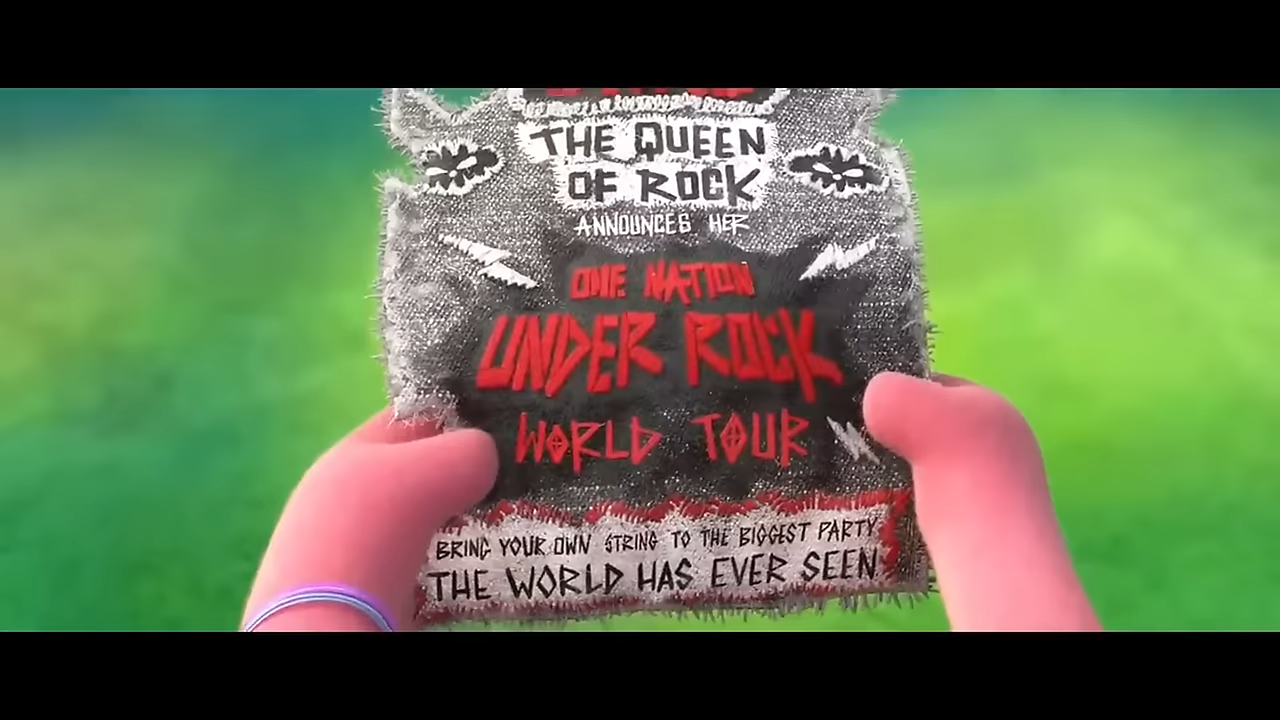 THE QUEEN
OF ROCK
ANNOUNCES HER
ONE NATION
UNDER ROCK
WORLD TOUR
BRING YOUR OWN STRING TO THE BIGGEST PARTY
THE WORLD HAS EVER SEEN